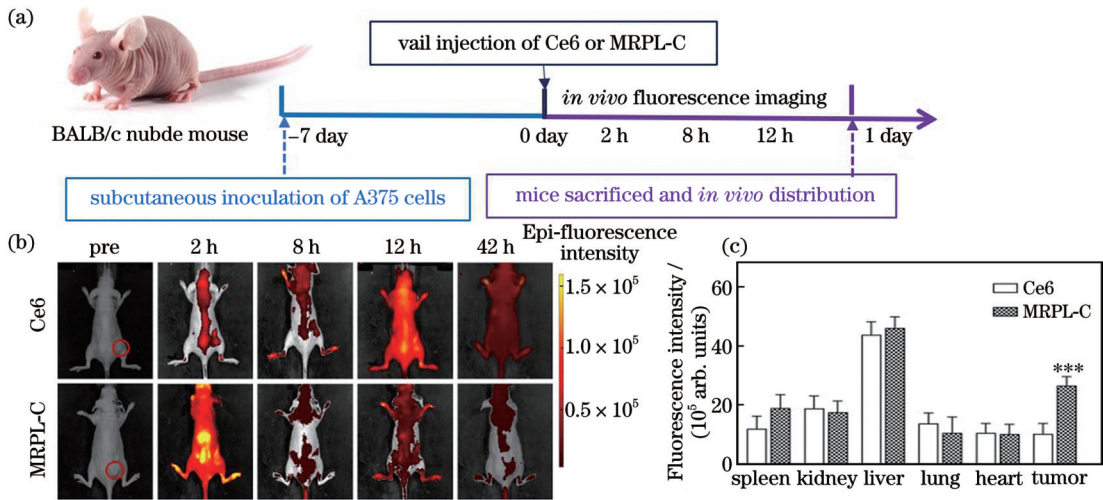 (a)
vail injection of Ce6 or MRPL-C
in vivo fluorescence imaging
BALB/c nubde mouse
−7 day
0 day
2 h
8 h
12 h
1 day
subcutaneous inoculation of A375 cells
mice sacrificed and in vivo distribution
(b)
pre
2 h
8 h
12 h
42 h
Epi-fluorescence
intensity
Ce6
MRPL-C
1.5 × 10⁵
1.0 × 10⁵
0.5 × 10⁵
(c)
Fluorescence intensity /
(10⁵ arb. units)
60
40
20
0
Ce6
MRPL-C
***
spleen kidney liver lung heart tumor